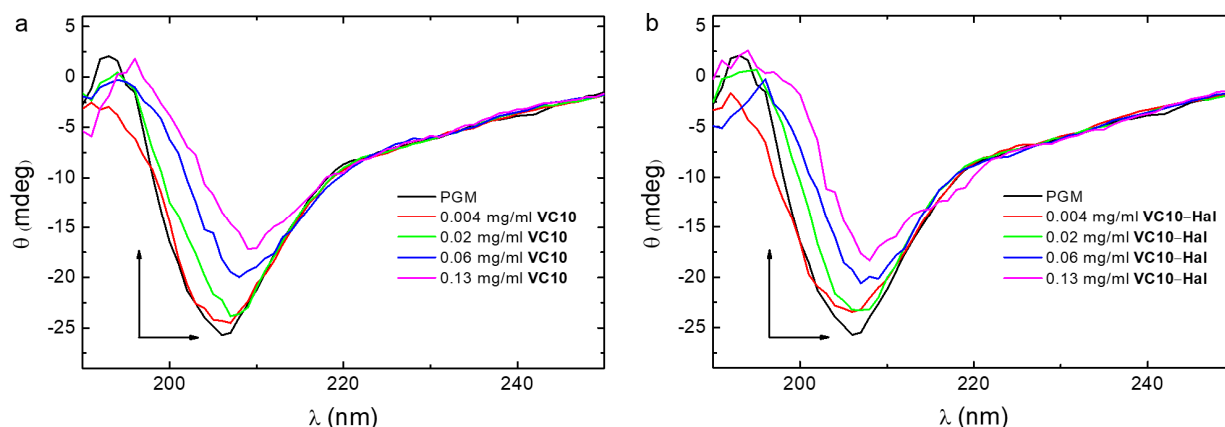 a
5
0
-5
-10
-15
-20
-25
θ (mdeg)
200
220
240
λ (nm)
PGM
0.004 mg/ml VC10
0.02 mg/ml VC10
0.06 mg/ml VC10
0.13 mg/ml VC10
b
5
0
-5
-10
-15
-20
-25
θ (mdeg)
200
220
240
λ (nm)
PGM
0.004 mg/ml VC10–Hal
0.02 mg/ml VC10–Hal
0.06 mg/ml VC10–Hal
0.13 mg/ml VC10–Hal